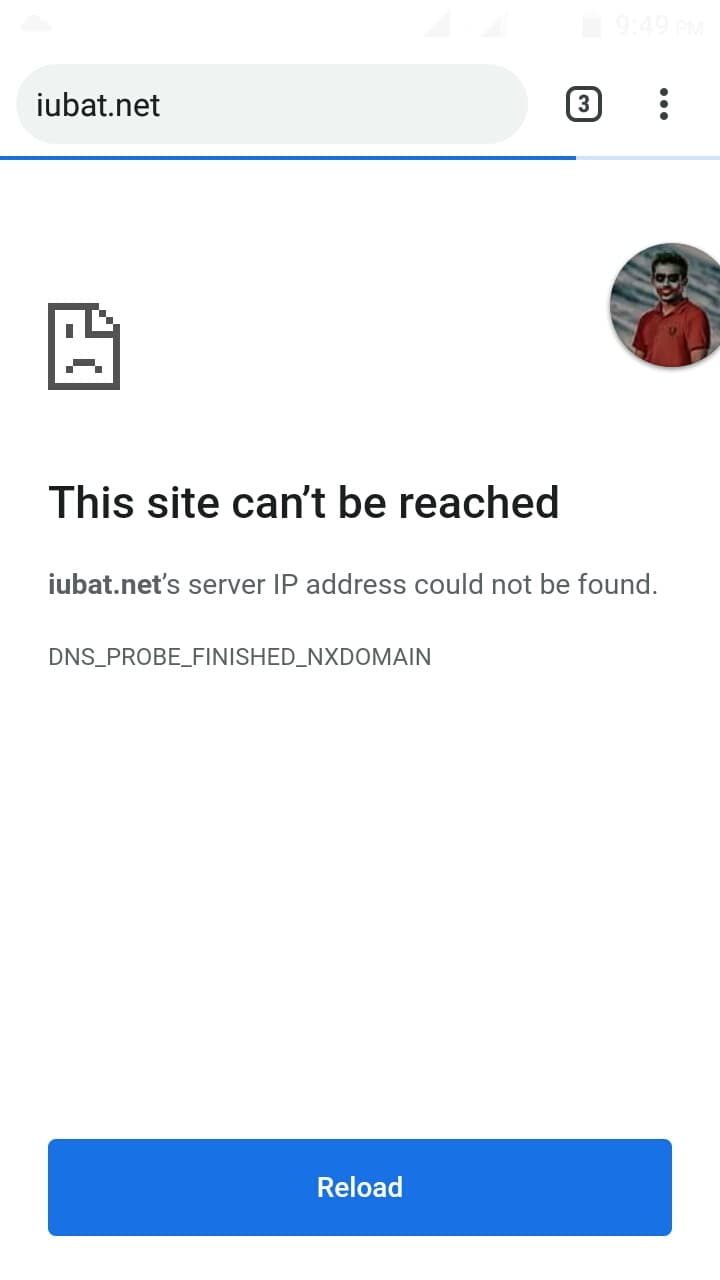 9:49 PM
iubat.net
3
This site can’t be reached
iubat.net’s server IP address could not be found.
DNS_PROBE_FINISHED_NXDOMAIN
Reload